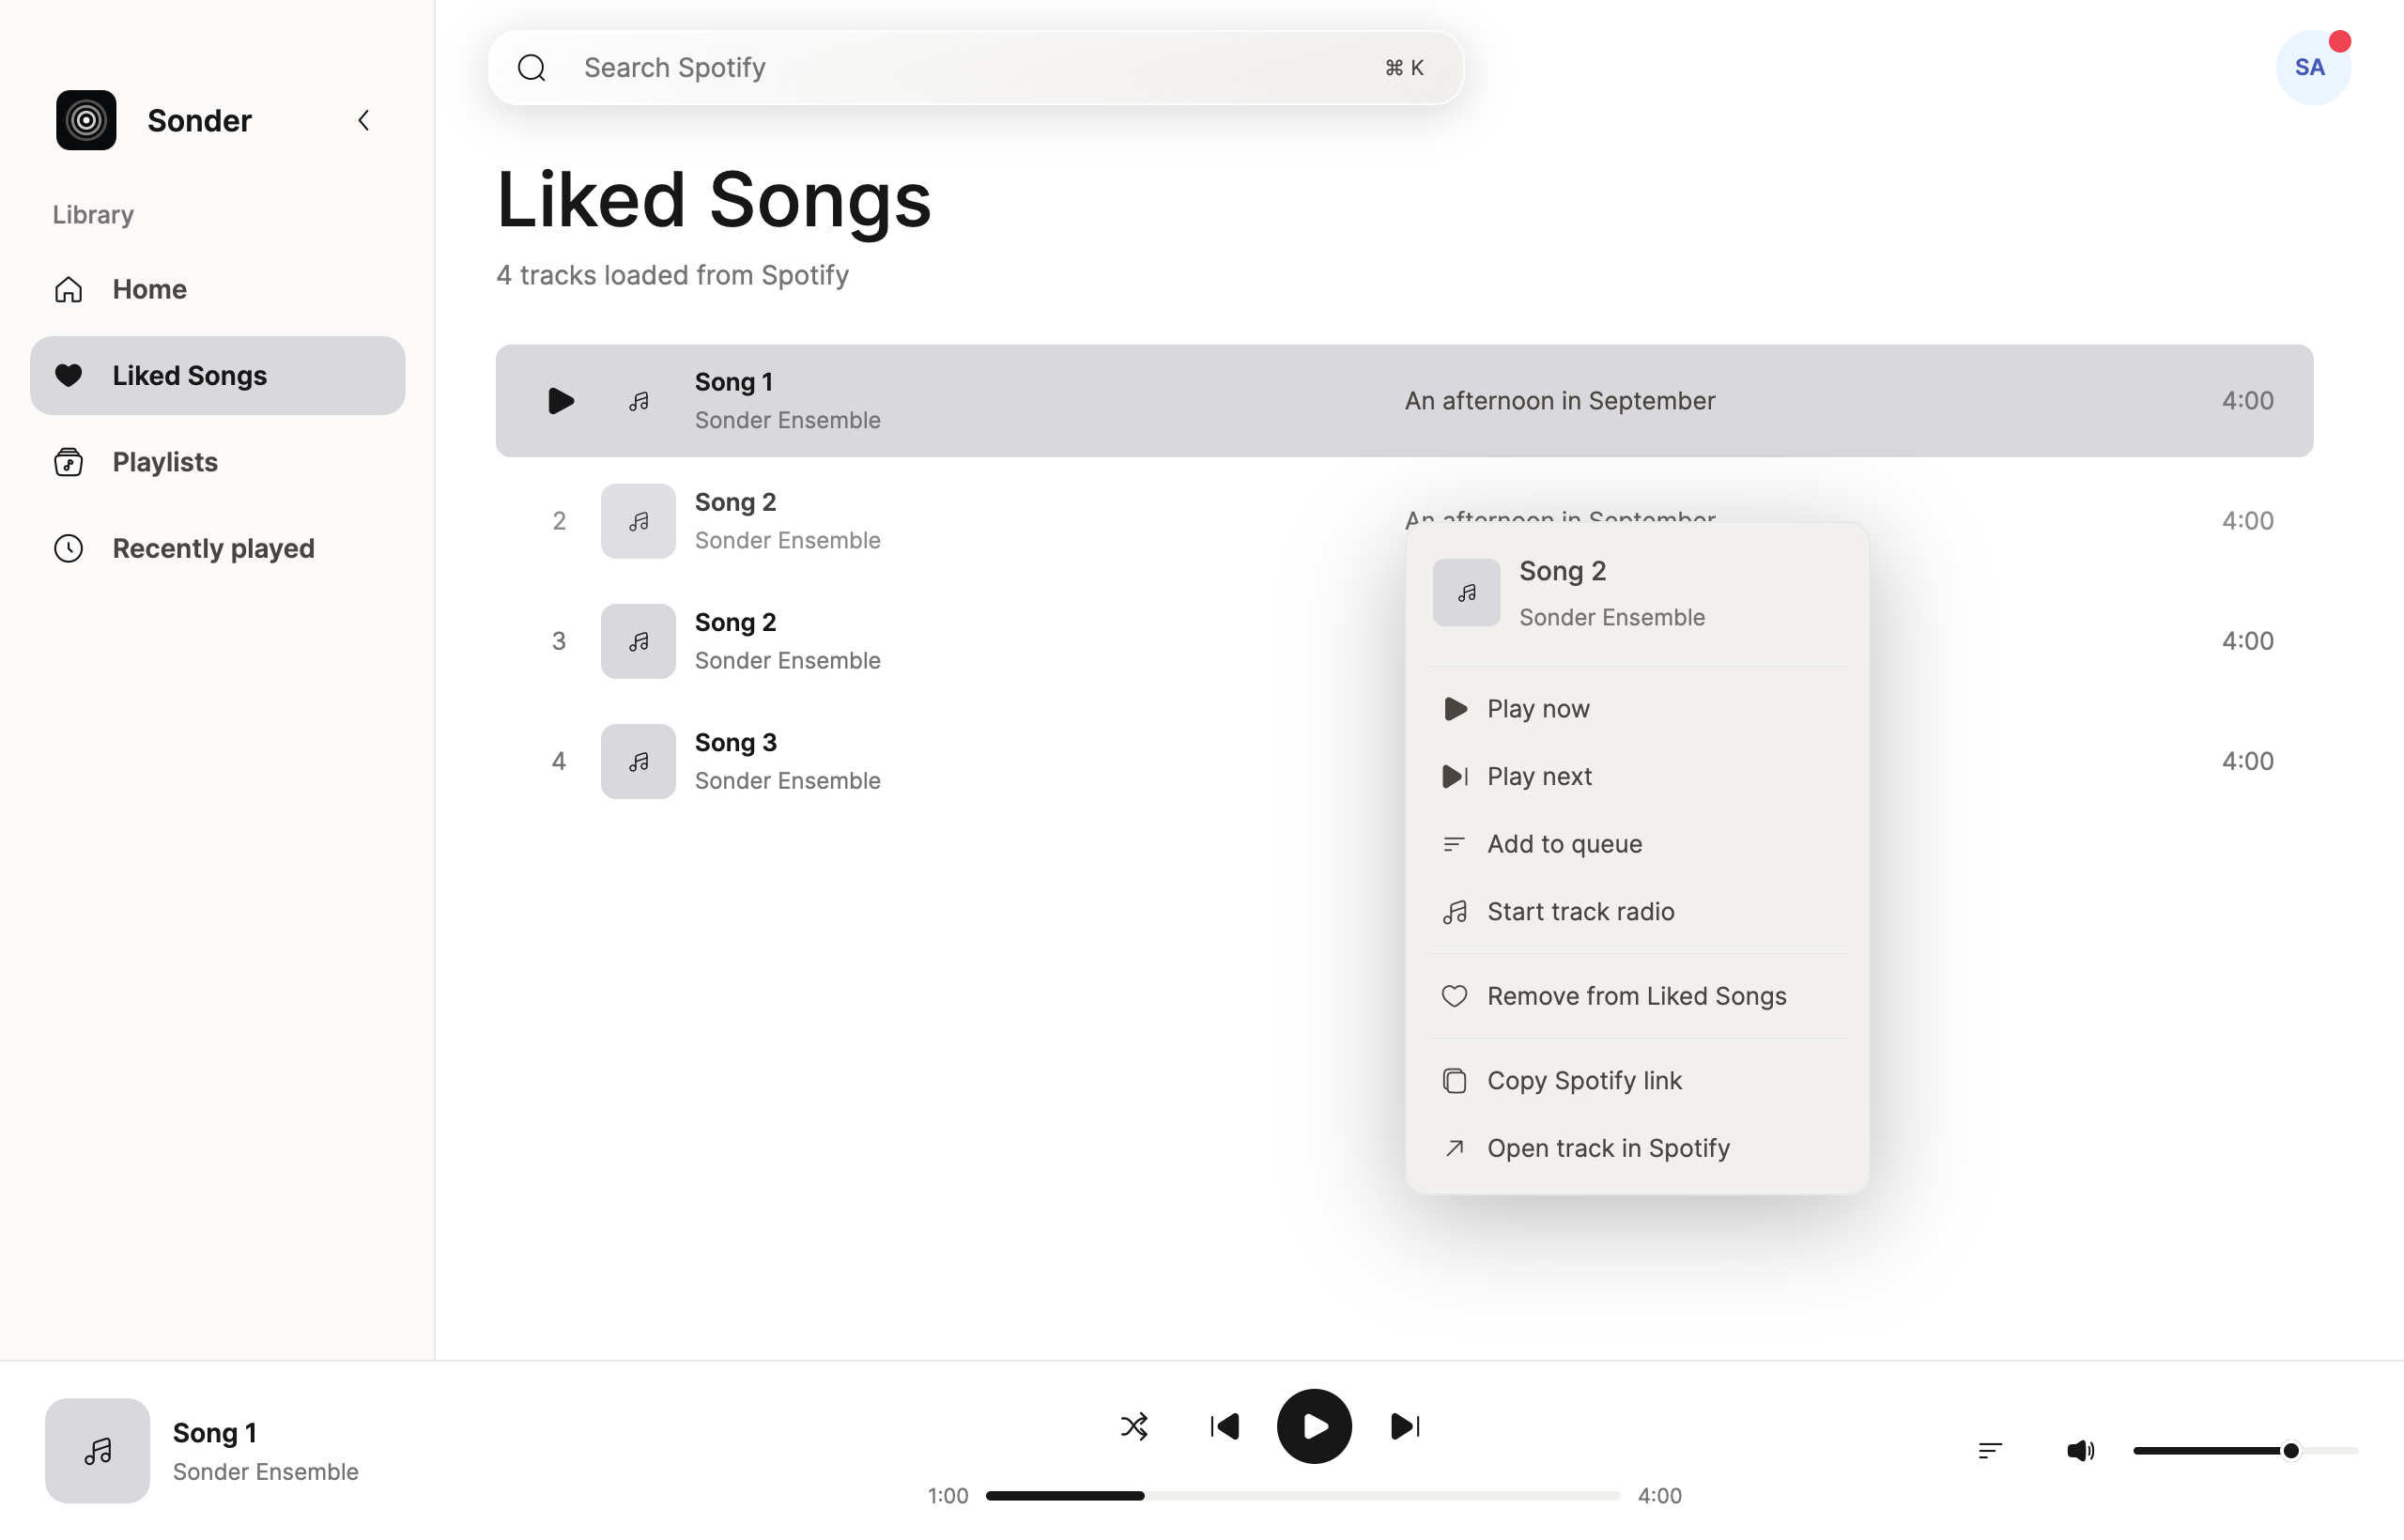 Sonder
Library
Home
Liked Songs
Playlists
Recently played
Search Spotify
⌘ K
SA
Liked Songs
4 tracks loaded from Spotify
Song 1
Sonder Ensemble
An afternoon in September
4:00
2
Song 2
Sonder Ensemble
An afternoon in September
4:00
3
Song 2
Sonder Ensemble
4:00
4
Song 3
Sonder Ensemble
4:00
Song 2
Sonder Ensemble
Play now
Play next
Add to queue
Start track radio
Remove from Liked Songs
Copy Spotify link
Open track in Spotify
Song 1
Sonder Ensemble
1:00
4:00